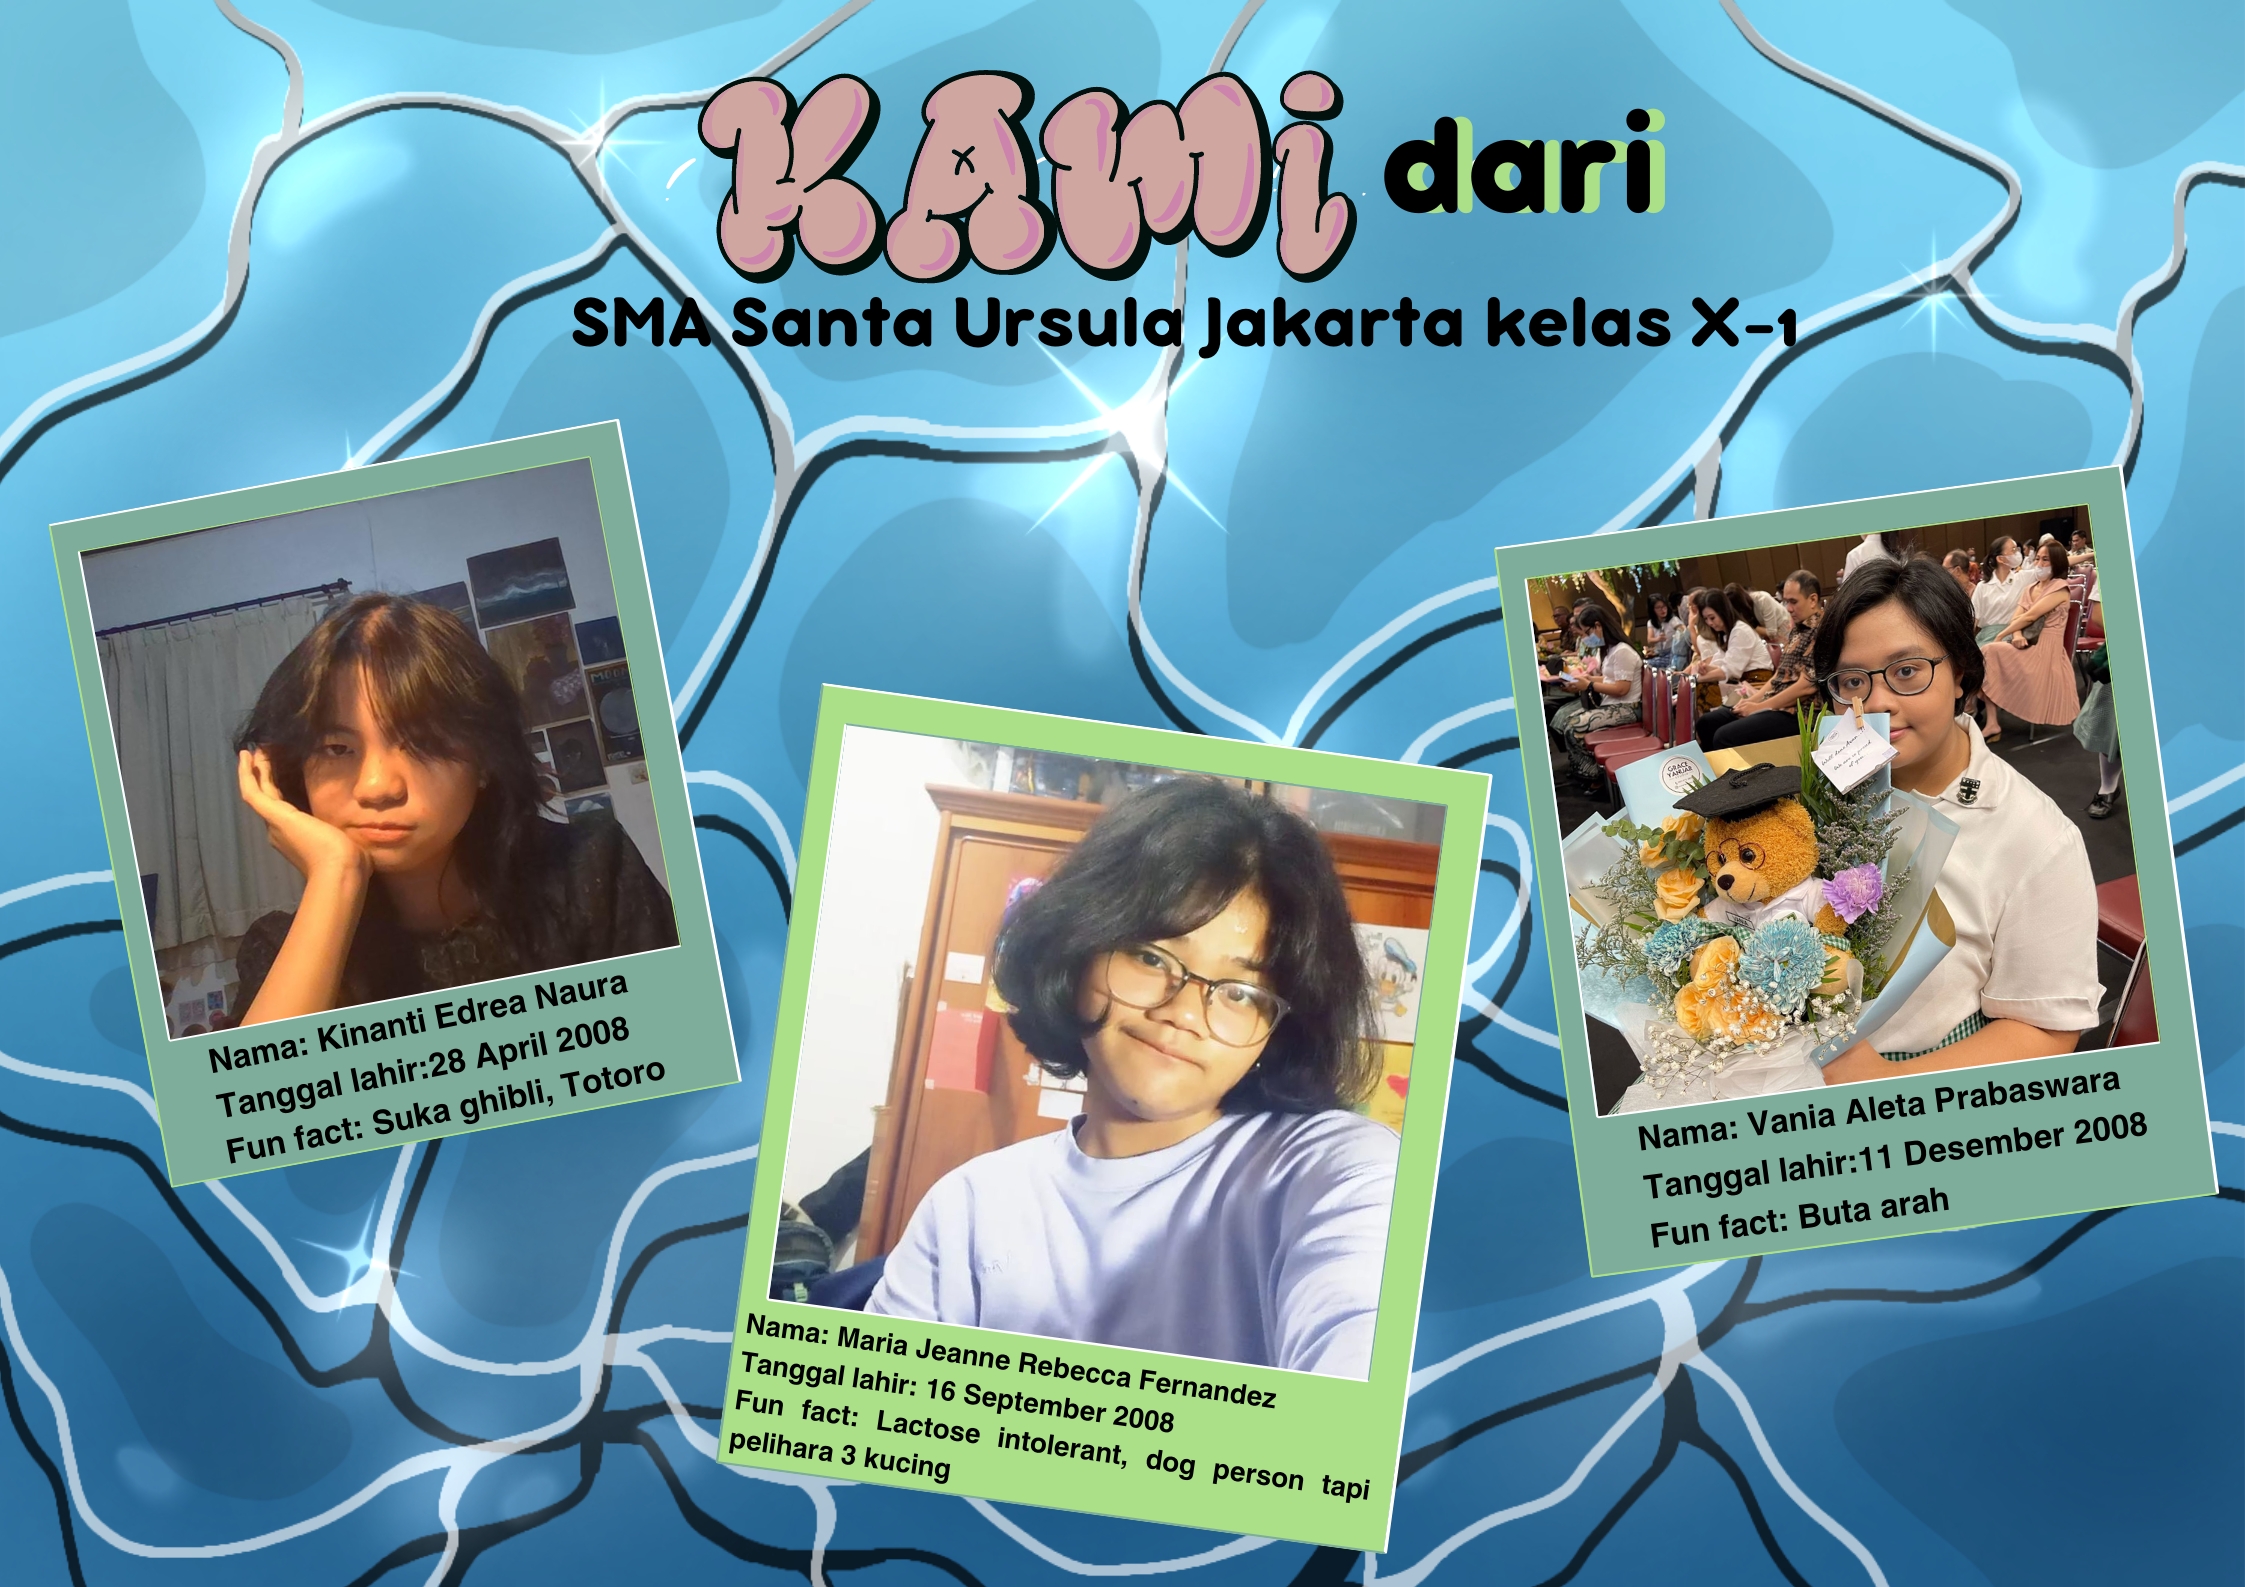 KAMi dari
SMA Santa Ursula Jakarta kelas X-1
Nama: Kinanti Edrea Naura
Tanggal lahir:28 April 2008
Fun fact: Suka ghibli, Totoro
Nama: Maria Jeanne Rebecca Fernandez
Tanggal lahir: 16 September 2008
Fun fact: Lactose intolerant, dog person tapi
pelihara 3 kucing
GRACE
YANUAR
Nama: Vania Aleta Prabaswara
Tanggal lahir:11 Desember 2008
Fun fact: Buta arah